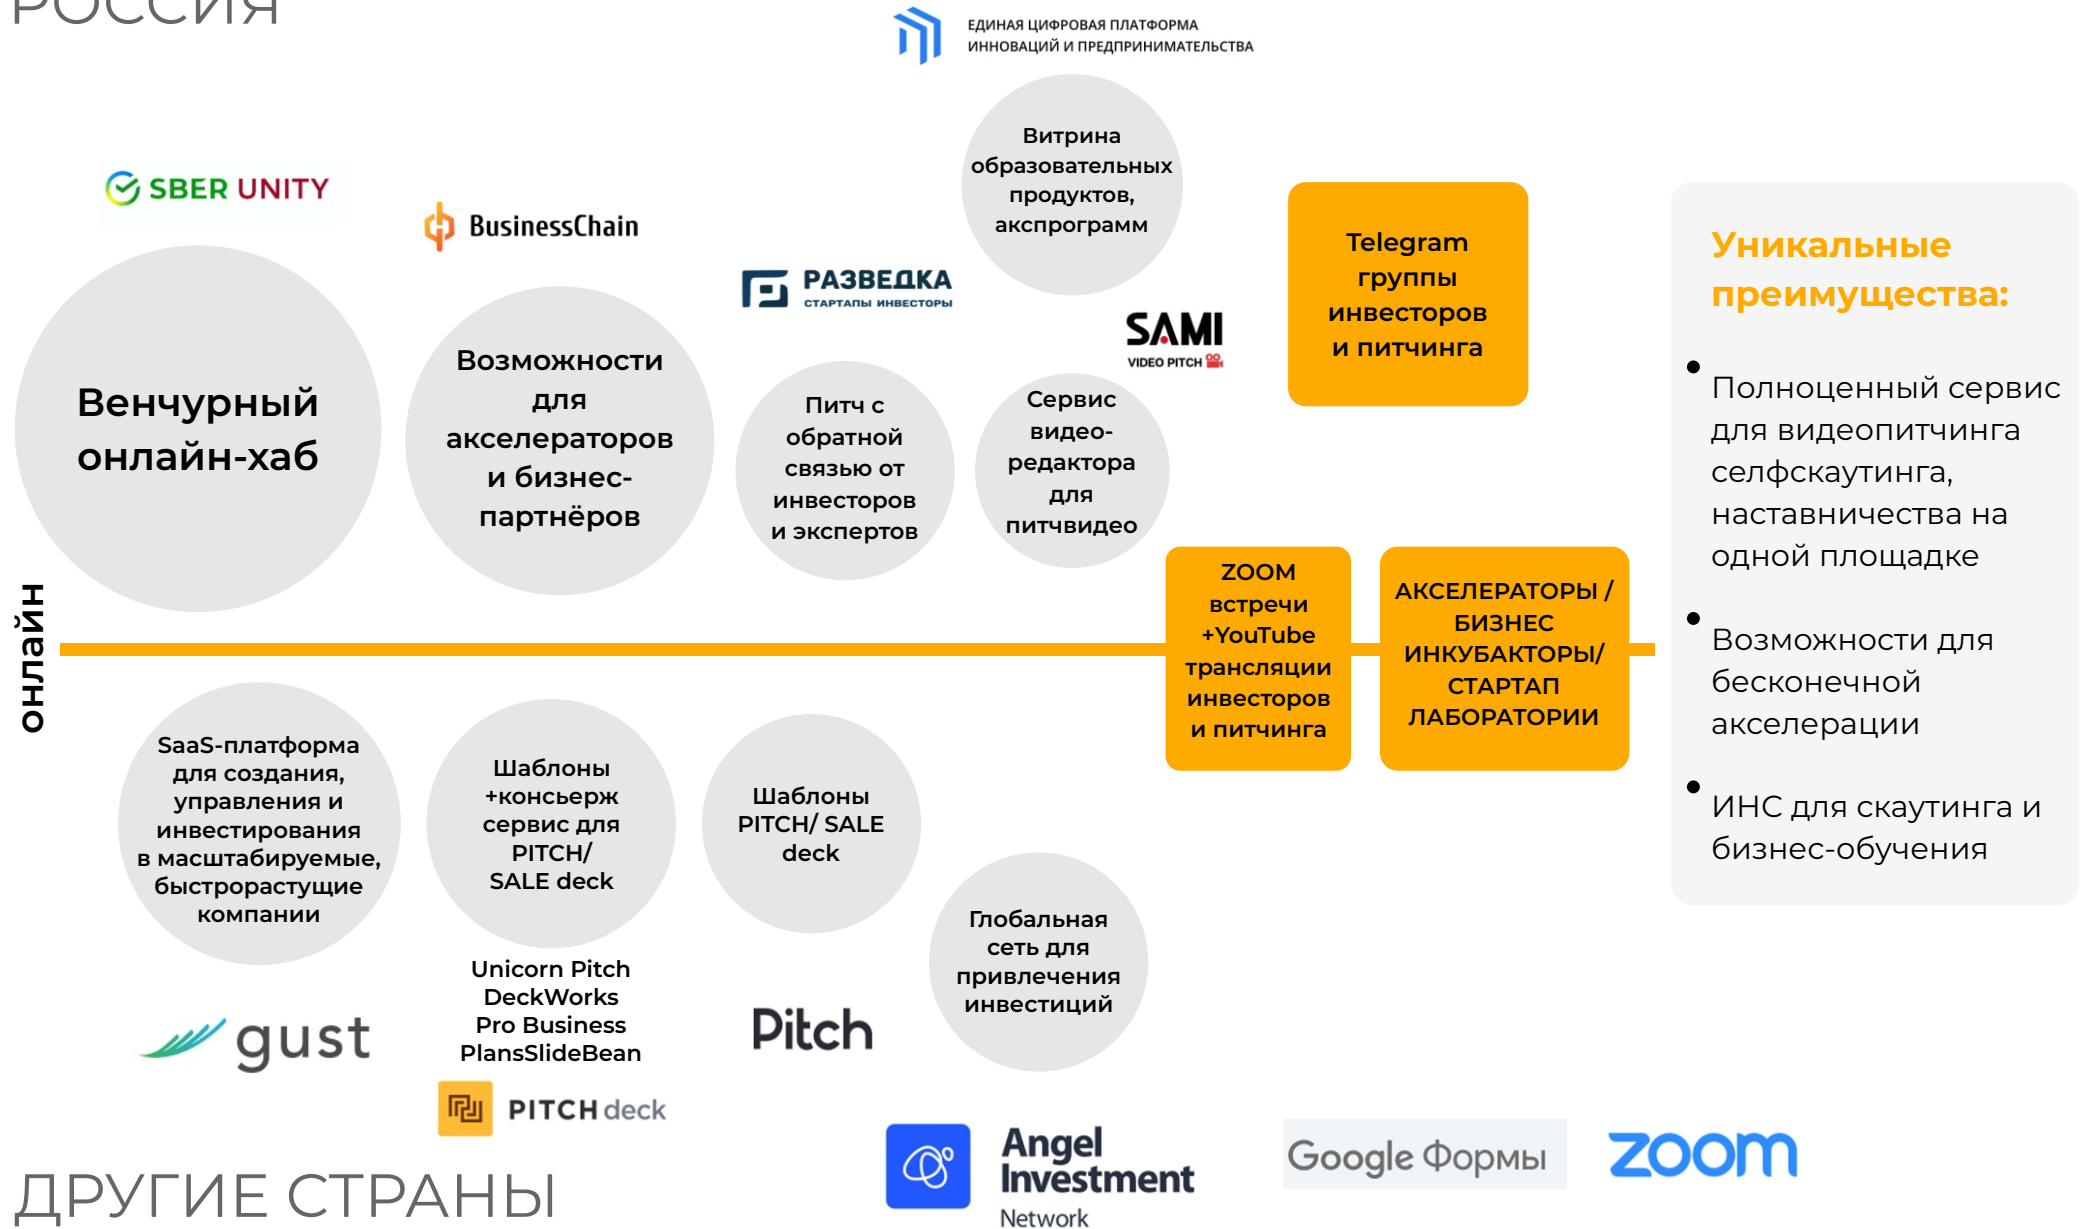 РОССИЯ
ЕДИНАЯ ЦИФРОВАЯ ПЛАТФОРМА
ИННОВАЦИЙ И ПРЕДПРИНИМАТЕЛЬСТВА
Витрина
образовательных
продуктов,
акспрограмм
SBER UNITY
BusinessChain
РАЗВЕДКА
СТАРТАПЫ ИНВЕСТОРЫ
SAMI
VIDEO PITCH
Венчурный
онлайн-хаб
Возможности
для
акселераторов
и бизнес-
партнёров
Питч с
обратной
связью от
инвесторов
и экспертов
Сервис
видео-
редактора
для
питчвидео
Telegram
группы
инвесторов
и питчинга
ZOOM
встречи
+YouTube
трансляции
инвесторов
и питчинга
АКСЕЛЕРАТОРЫ /
БИЗНЕС
ИНКУБАКТОРЫ/
СТАРТАП
ЛАБОРАТОРИИ
Уникальные
преимущества:
Полноценный сервис
для видеопитчинга
селфскаутинга,
наставничества на
одной площадке
Возможности для
бесконечной
акселерации
ИНС для скаутинга и
бизнес-обучения
онлайн
SaaS-платформа
для создания,
управления и
инвестирования
в масштабируемые,
быстрорастущие
компании
gust
Шаблоны
+консьерж
сервис для
PITCH/
SALE deck
Unicorn Pitch
DeckWorks
Pro Business
PlansSlideBean
PITCH deck
Шаблоны
PITCH/ SALE
deck
Pitch
Глобальная
сеть для
привлечения
инвестиций
Angel
Investment
Network
Google Формы
zoom
ДРУГИЕ СТРАНЫ